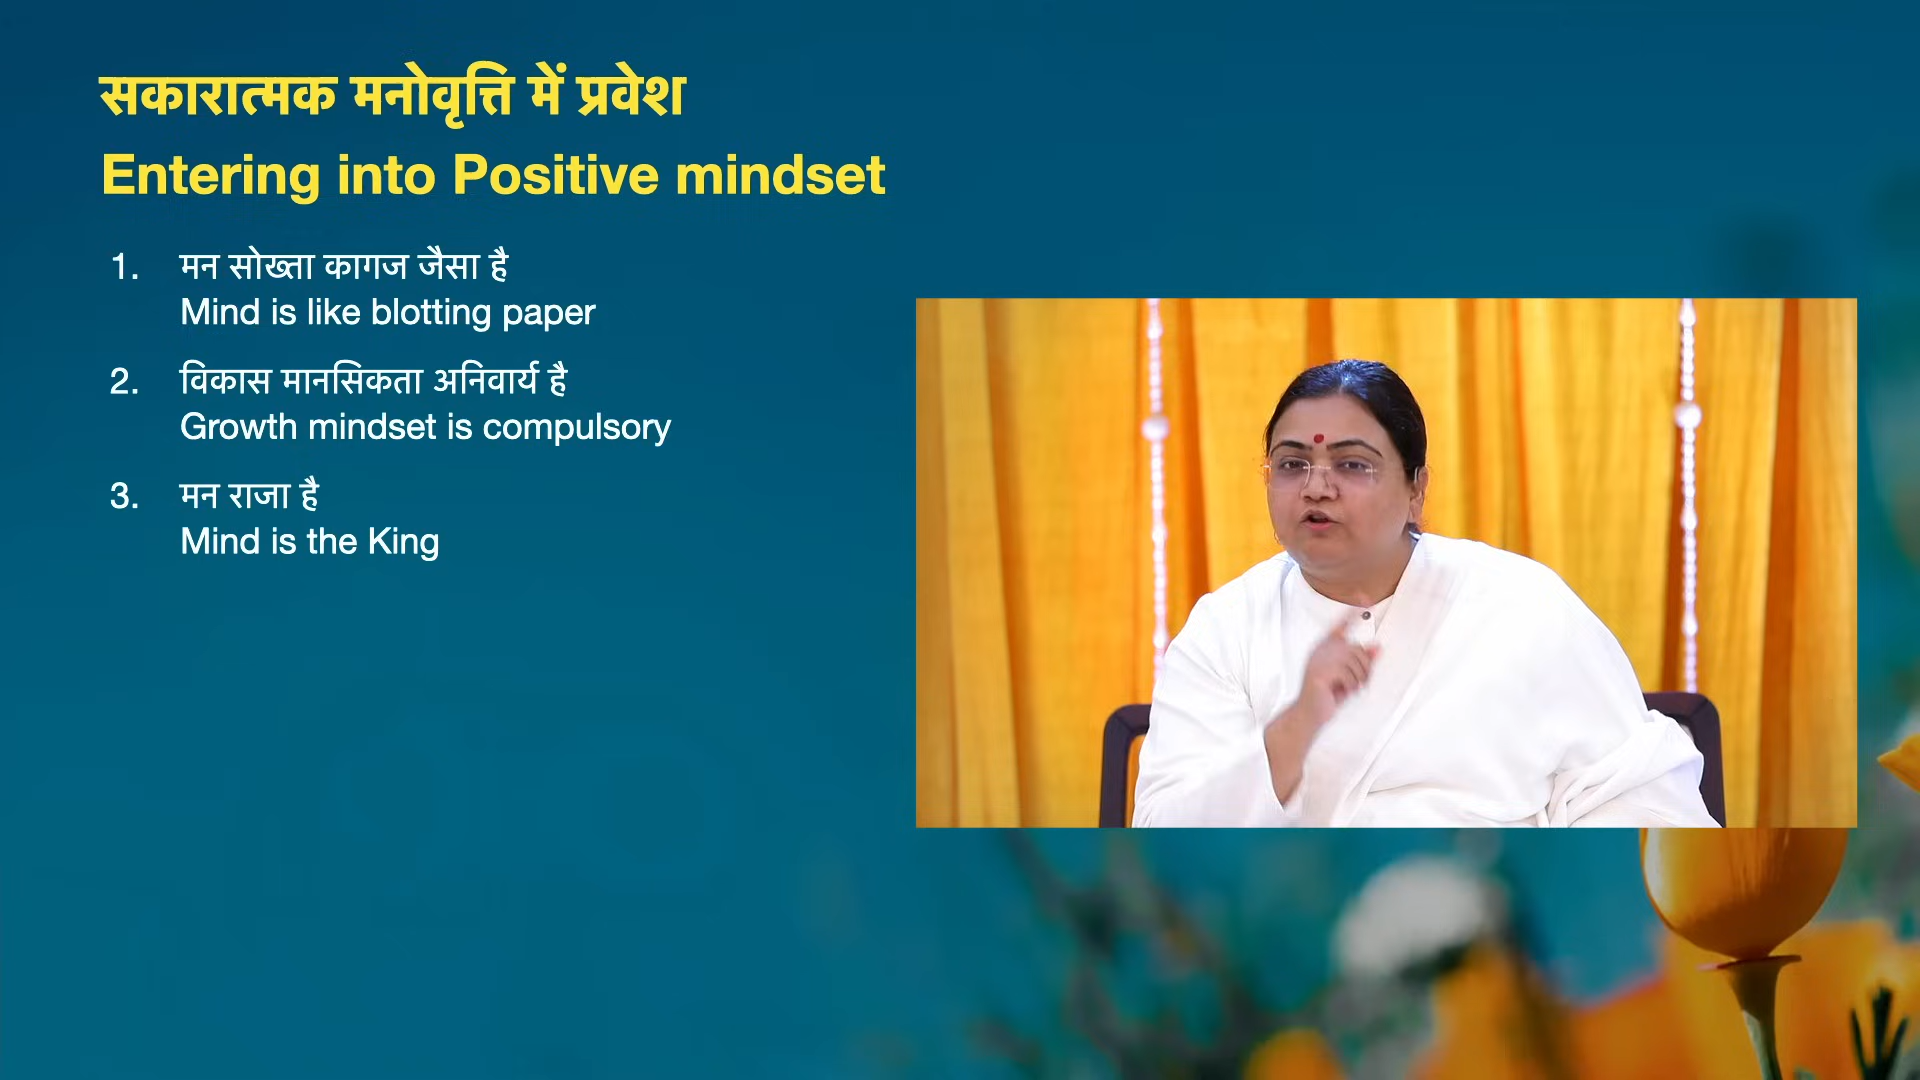 सकारात्मक मनोवृत्ति में प्रवेश
Entering into Positive mindset
1. मन सोख्ता कागज जैसा है
Mind is like blotting paper
2. विकास मानसिकता अनिवार्य है
Growth mindset is compulsory
3. मन राजा है
Mind is the King